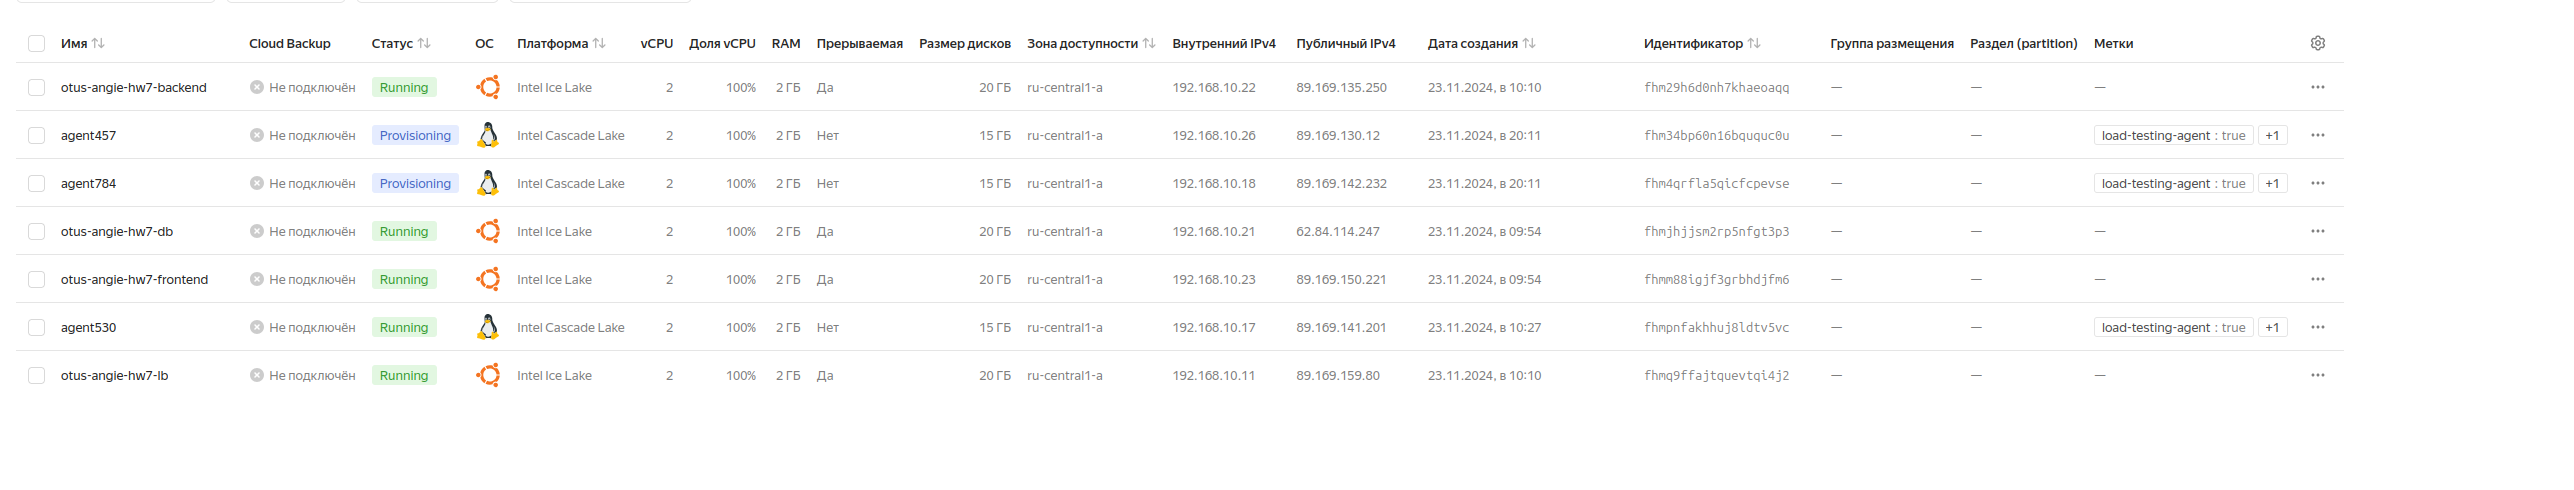 Имя Cloud Backup Статус ОС Платформа vCPU Доля vCPU RAM Прерываемая Размер дисков Зона доступности Внутренний IPv4 Публичный IPv4 Дата создания Идентификатор Группа размещения Раздел (partition) Метки
otus-angie-hw7-backend Не подключён Running Intel Ice Lake 2 100% 2 ГБ Да 20 ГБ ru-central1-a 192.168.10.22 89.169.135.250 23.11.2024, в 10:10 fhm29h6d0nh7khaeoaqq — — —
agent457 Не подключён Provisioning Intel Cascade Lake 2 100% 2 ГБ Нет 15 ГБ ru-central1-a 192.168.10.26 89.169.130.12 23.11.2024, в 20:11 fhm34bp60n16bququc0u — — load-testing-agent : true +1
agent784 Не подключён Provisioning Intel Cascade Lake 2 100% 2 ГБ Нет 15 ГБ ru-central1-a 192.168.10.18 89.169.142.232 23.11.2024, в 20:11 fhm4qrfla5qicfcpevse — — load-testing-agent : true +1
otus-angie-hw7-db Не подключён Running Intel Ice Lake 2 100% 2 ГБ Да 20 ГБ ru-central1-a 192.168.10.21 62.84.114.247 23.11.2024, в 09:54 fhmjhjjsm2rp5nfgt3p3 — — —
otus-angie-hw7-frontend Не подключён Running Intel Ice Lake 2 100% 2 ГБ Да 20 ГБ ru-central1-a 192.168.10.23 89.169.150.221 23.11.2024, в 09:54 fhmm88igjf3grbhdjfm6 — — —
agent530 Не подключён Running Intel Cascade Lake 2 100% 2 ГБ Нет 15 ГБ ru-central1-a 192.168.10.17 89.169.141.201 23.11.2024, в 10:27 fhmpnfakhhuj8ldtv5vc — — load-testing-agent : true +1
otus-angie-hw7-lb Не подключён Running Intel Ice Lake 2 100% 2 ГБ Да 20 ГБ ru-central1-a 192.168.10.11 89.169.159.80 23.11.2024, в 10:10 fhmq9ffajtquevtqi4j2 — — —